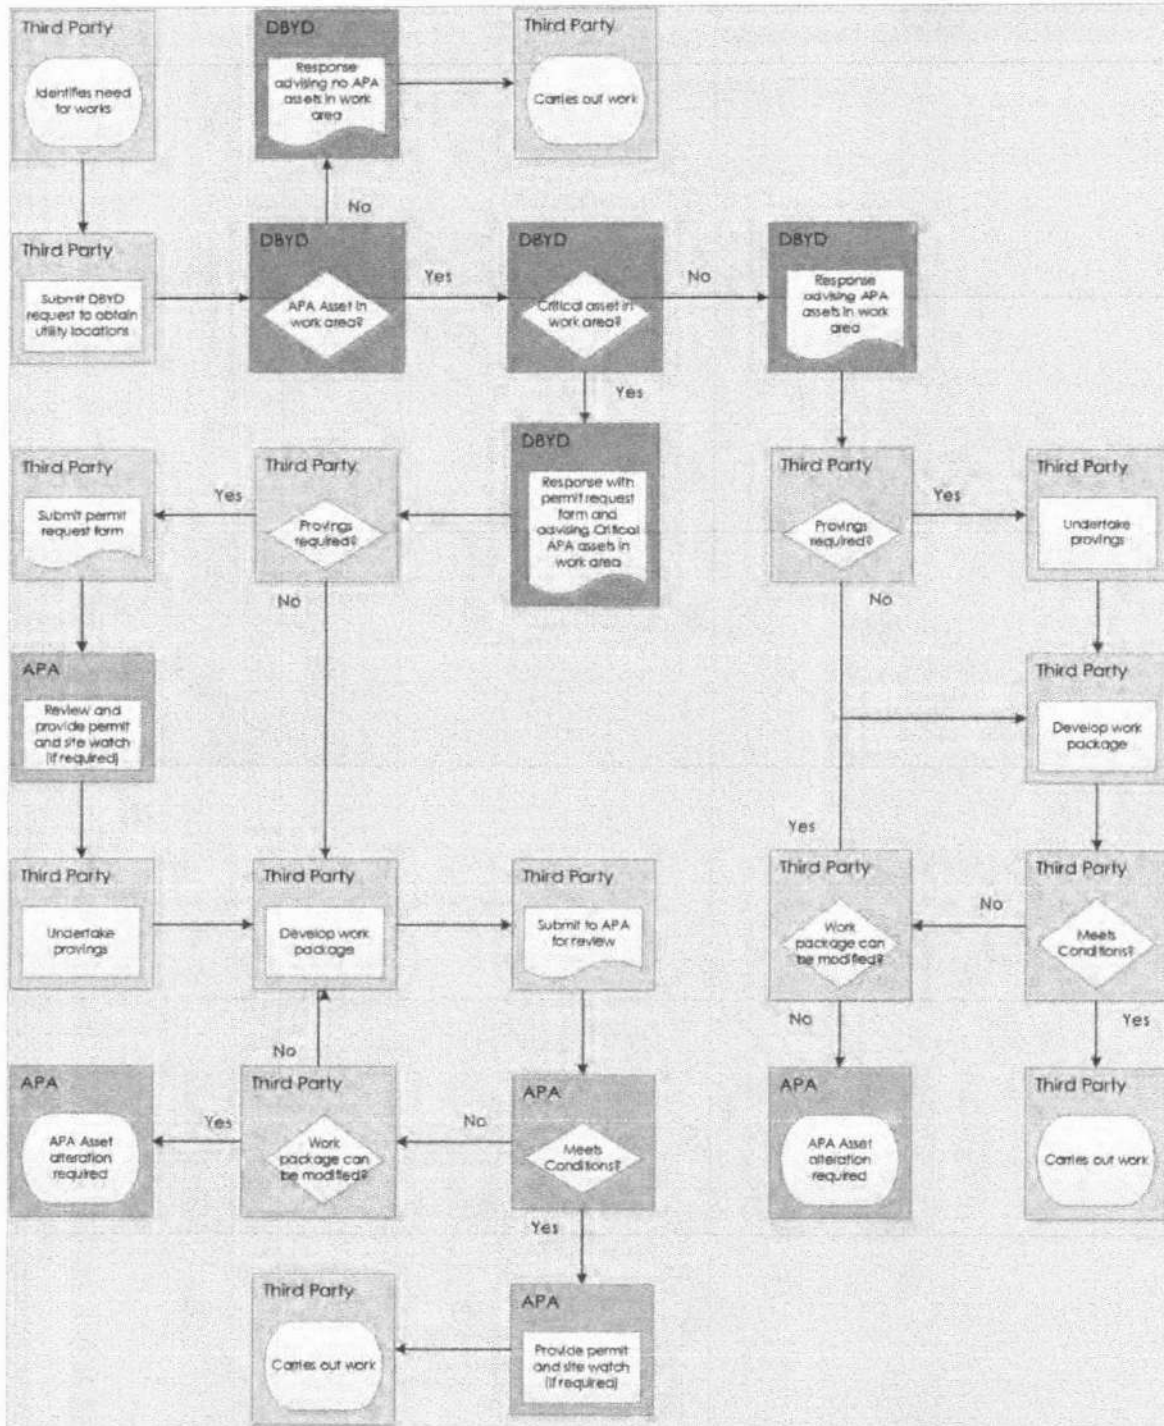 Third Party
Identifies need
for works
DBYD
Response
advising no APA
assets in work
area
Third Party
Carries out work
No
Third Party
Submit DBYD
request to obtain
utility locations
DBYD
APA Asset in
work area?
Yes
DBYD
Critical asset in
work area?
No
DBYD
Response
advising APA
assets in work
area
Yes
Third Party
Submit permit
request form
Yes
Third Party
Provings
required?
DBYD
Response with
permit request
form and
advising Critical
APA assets in
work area
Third Party
Provings
required?
Yes
Third Party
Undertake
provings
No
No
APA
Review and
provide permit
and site watch
(if required)
Third Party
Develop work
package
Yes
Third Party
Undertake
provings
Third Party
Develop work
package
Third Party
Submit to APA
for review
Third Party
Work
package can
be modified?
No
Third Party
Meets
Conditions?
No
No
Yes
APA
APA Asset
alteration
required
Yes
Third Party
Work
package can
be modified?
No
APA
Meets
Conditions?
APA
APA Asset
alteration
required
Third Party
Carries out work
Yes
Third Party
Carries out work
APA
Provide permit
and site watch
(if required)